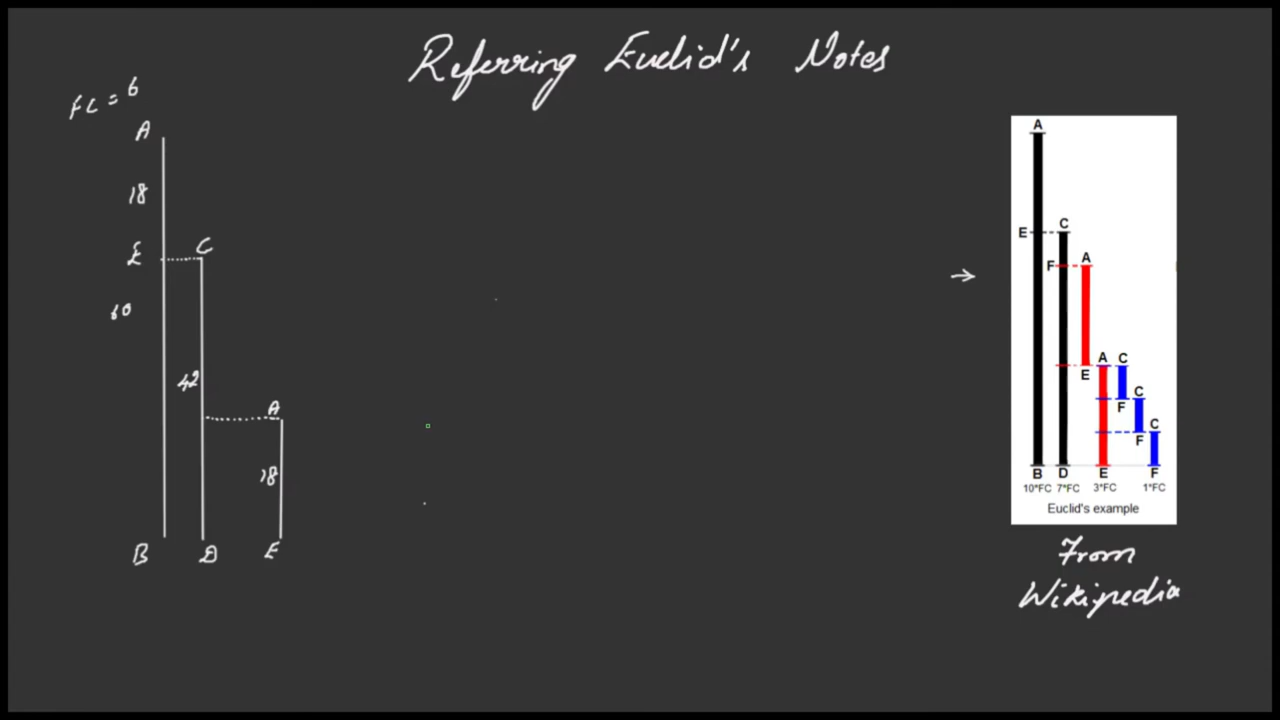 Referring Euclid's Notes
FC = 6
A
18
E
C
60
42
A
18
B
D
E
A
C
E
F
A
A
C
E
C
F
C
F
B
D
E
F
10*FC 7*FC 3*FC 1*FC
Euclid's example
From
Wikipedia